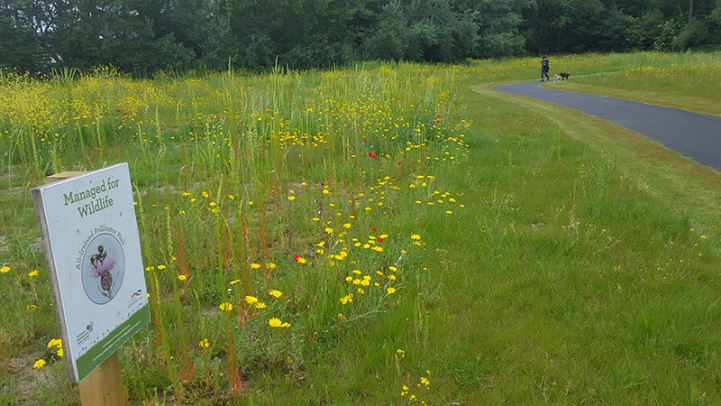 Managed for
Wildlife
All-Ireland Pollinator Plan